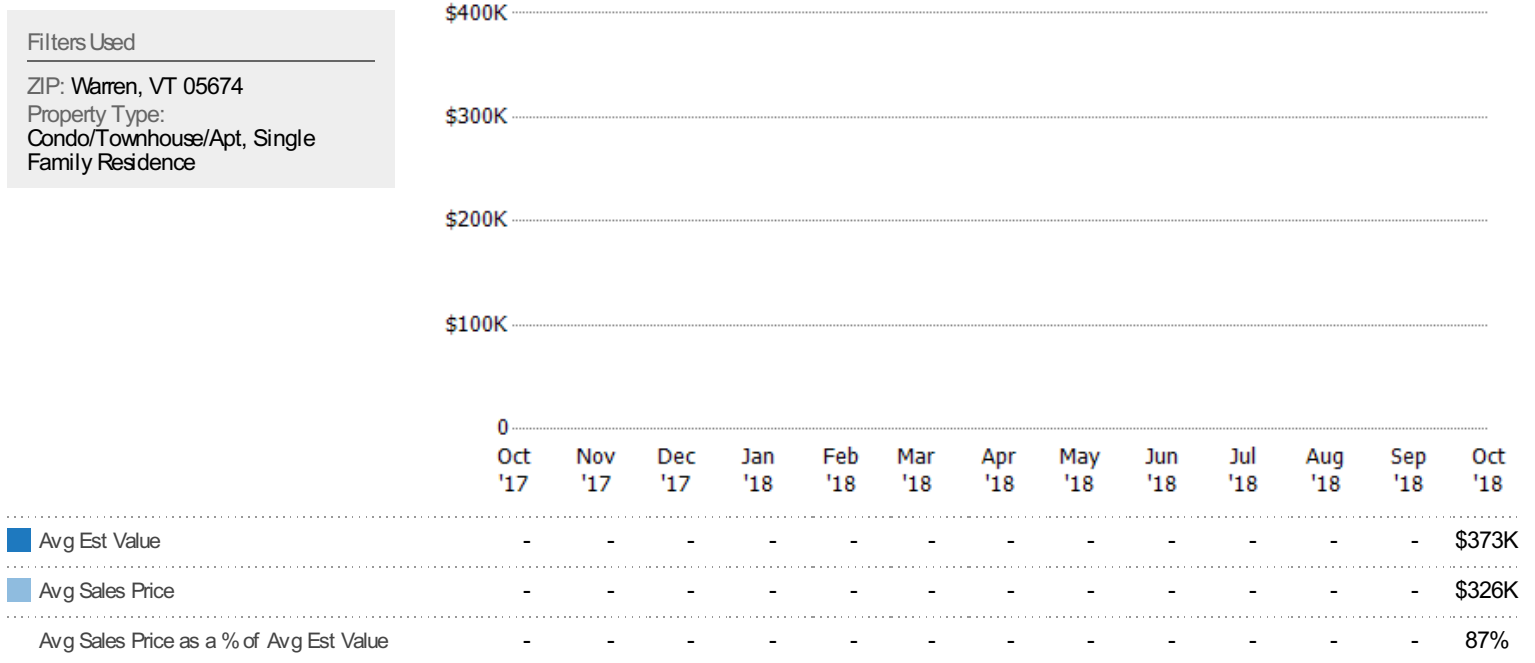 Filters Used
ZIP: Warren, VT 05674
Property Type:
Condo/Townhouse/Apt, Single
Family Residence
$400K
$300K
$200K
$100K
0
Oct Nov Dec Jan Feb Mar Apr May Jun Jul Aug Sep Oct
'17 '17 '17 '18 '18 '18 '18 '18 '18 '18 '18 '18 '18
Avg Est Value - - - - - - - - - - - - $373K
Avg Sales Price - - - - - - - - - - - - $326K
Avg Sales Price as a % of Avg Est Value - - - - - - - - - - - - 87%